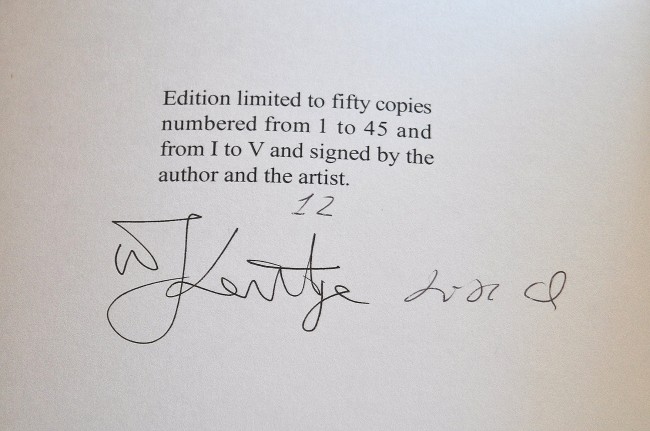 Edition limited to fifty copies
numbered from 1 to 45 and
from I to V and signed by the
author and the artist.
12
W J Kentridge